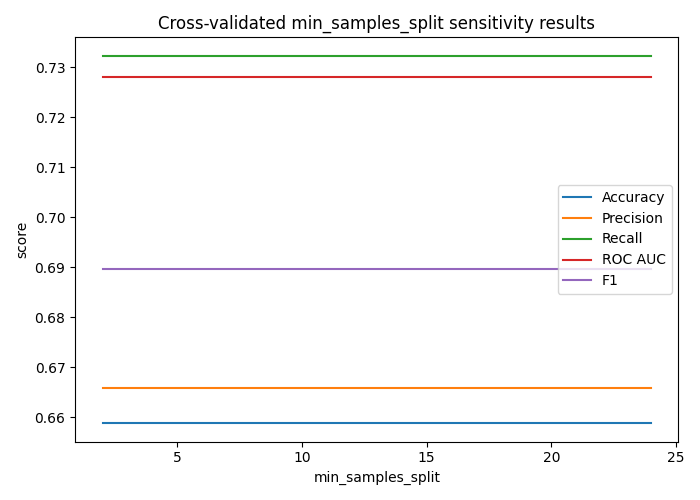 Cross-validated min_samples_split sensitivity results
score
0.73
0.72
0.71
0.70
0.69
0.68
0.67
0.66
Accuracy
Precision
Recall
ROC AUC
F1
5
10
15
20
25
min_samples_split